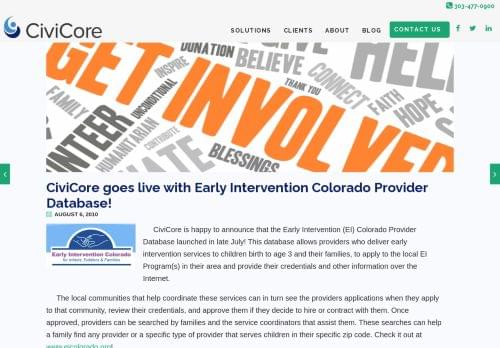 303-477-0900
CiviCore
SOLUTIONS CLIENTS ABOUT BLOG CONTACT US
DONATION
BELIEVE
HELP
GET INVOLVED
INSPIRE
THANK YOU
CONNECT
FAITH
HOPE
CARE
FAMILY
UNCONDITIONAL
VOLUNTEER
HUMANITARIAN
CONTRIBUTE
BLESSINGS
CiviCore goes live with Early Intervention Colorado Provider
Database!
AUGUST 6, 2010
Early Intervention Colorado
for Infants, Toddlers & Families
CiviCore is happy to announce that the Early Intervention (EI) Colorado Provider
Database launched in late July! This database allows providers who deliver early
intervention services to children birth to age 3 and their families, to apply to the local EI
Program(s) in their area and provide their credentials and other information over the
Internet.
The local communities that help coordinate these services can in turn see the providers applications when they apply
to that community, review their credentials, and approve them if they decide to hire or contract with them. Once
approved, providers can be searched by families and the service coordinators that assist them. These searches can help
a family find any provider or a specific type of provider that serves children in their specific zip code. Check it out at
www.eicolorado.org!